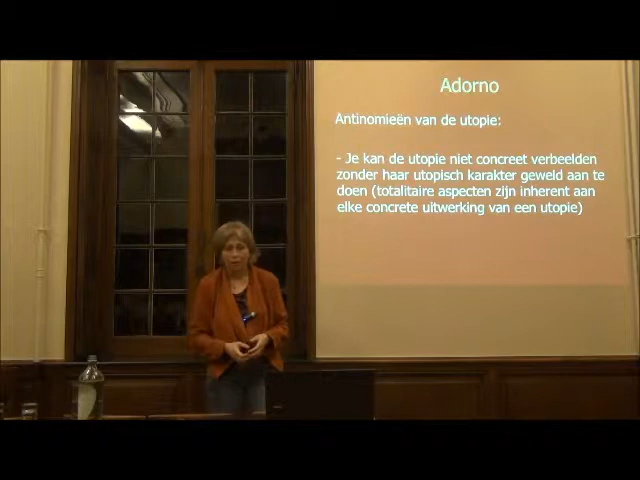 Adorno
Antinomieën van de utopie:
- Je kan de utopie niet concreet verbeelden
zonder haar utopisch karakter geweld aan te
doen (totalitaire aspecten zijn inherent aan
elke concrete uitwerking van een utopie)